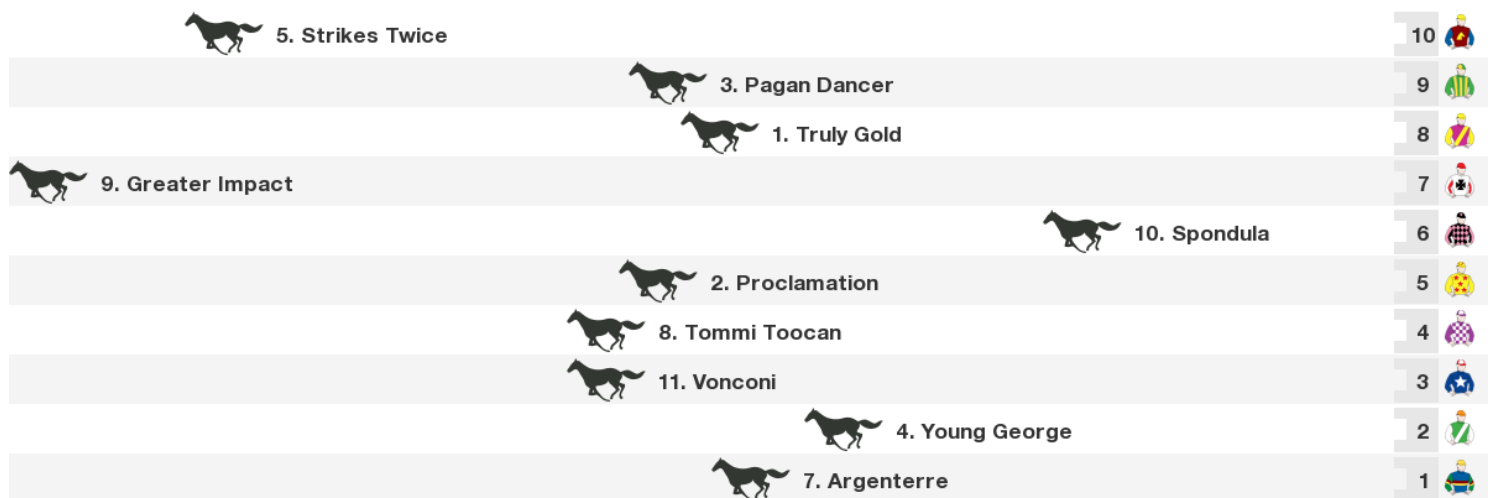 5. Strikes Twice 10
3. Pagan Dancer 9
1. Truly Gold 8
9. Greater Impact 7
10. Spondula 6
2. Proclamation 5
8. Tommi Toocan 4
11. Vonconi 3
4. Young George 2
7. Argenterre 1